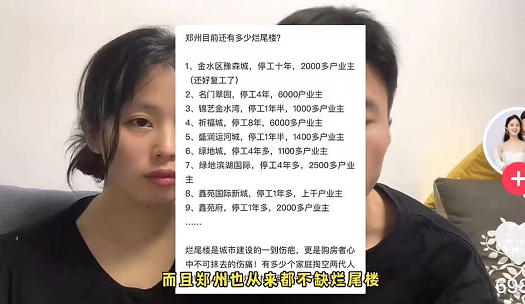 郑州目前还有多少烂尾楼?
1、金水区豫森城，停工十年，2000多户业主
（还好复工了）
2、名门翠园，停工4年，6000户业主
3、锦艺金水湾，停工1年半，1000多户业主
4、祈福城，停工8年，6000多户业主
5、盛润运河城，停工1年半，1400多户业主
6、绿地城，停工4年多，1100多户业主
7、绿地滨湖国际，停工4年多，2500多户业
主
8、鑫苑国际新城，停工1年多，上千户业主
9、鑫苑府，停工1年多，2000多户业主
……
烂尾楼是城市建设的一到伤疤，更是购房者心
中不可抹去的伤痛！有多少个家庭掏空两代人
而且郑州也从来都不缺烂尾楼